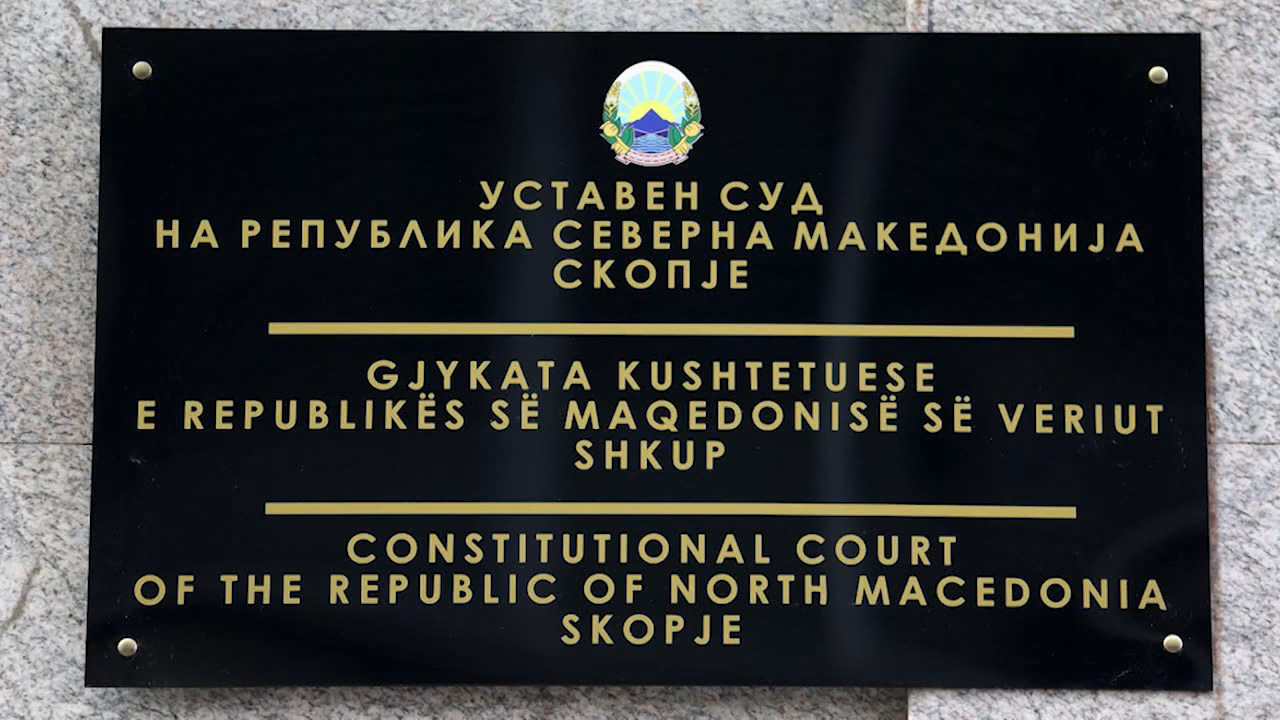 УСТАВЕН СУД
НА РЕПУБЛИКА СЕВЕРНА МАКЕДОНИЈА
СКОПЈЕ
GJYKATA KUSHTETUESE
E REPUBLIKËS SË MAQEDONISË SË VERIUT
SHKUP
CONSTITUTIONAL COURT
OF THE REPUBLIC OF NORTH MACEDONIA
SKOPJE